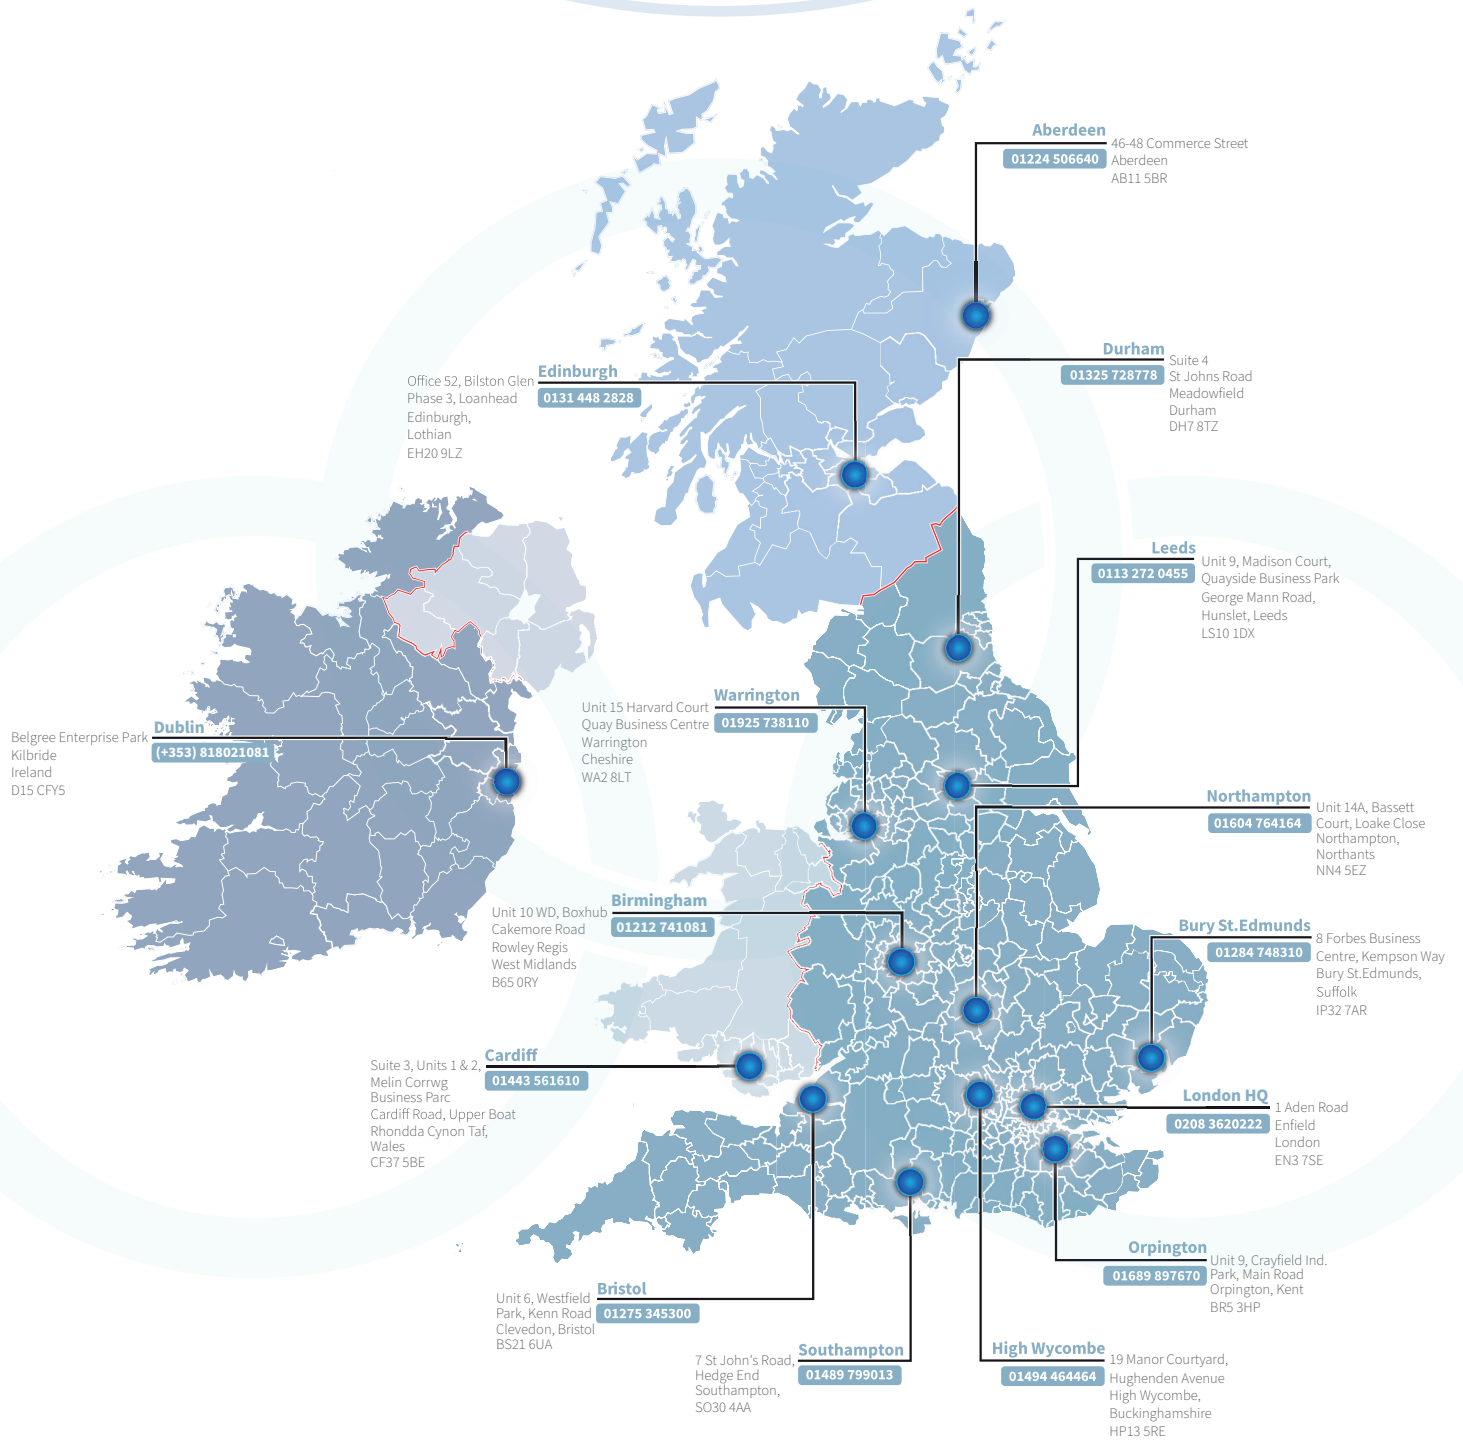 Aberdeen
01224 506640
46-48 Commerce Street
Aberdeen
AB11 5BR
Durham
01325 728778
Suite 4
St Johns Road
Meadowfield
Durham
DH7 8TZ
Edinburgh
0131 448 2828
Office 52, Bilston Glen
Phase 3, Loanhead
Edinburgh,
Lothian
EH20 9LZ
Leeds
0113 272 0455
Unit 9, Madison Court,
Quayside Business Park
George Mann Road,
Hunslet, Leeds
LS10 1DX
Warrington
01925 738110
Unit 15 Harvard Court
Quay Business Centre
Warrington
Cheshire
WA2 8LT
Dublin
(+353) 818021081
Belgree Enterprise Park
Kilbride
Ireland
D15 CFY5
Northampton
01604 764164
Unit 14A, Bassett
Court, Loake Close
Northampton,
Northants
NN4 5EZ
Birmingham
01212 741081
Unit 10 WD, Boxhub
Cakemore Road
Rowley Regis
West Midlands
B65 0RY
Bury St.Edmunds
01284 748310
8 Forbes Business
Centre, Kempson Way
Bury St.Edmunds,
Suffolk
IP32 7AR
Cardiff
01443 561610
Suite 3, Units 1 & 2,
Melin Corrwg
Business Parc
Cardiff Road, Upper Boat
Rhondda Cynon Taf,
Wales
CF37 5BE
London HQ
0208 3620222
1 Aden Road
Enfield
London
EN3 7SE
Orpington
01689 897670
Unit 9, Crayfield Ind.
Park, Main Road
Orpington, Kent
BR5 3HP
Bristol
01275 345300
Unit 6, Westfield
Park, Kenn Road
Clevedon, Bristol
BS21 6UA
Southampton
01489 799013
7 St John's Road,
Hedge End
Southampton,
SO30 4AA
High Wycombe
01494 464464
19 Manor Courtyard,
Hughenden Avenue
High Wycombe,
Buckinghamshire
HP13 5RE